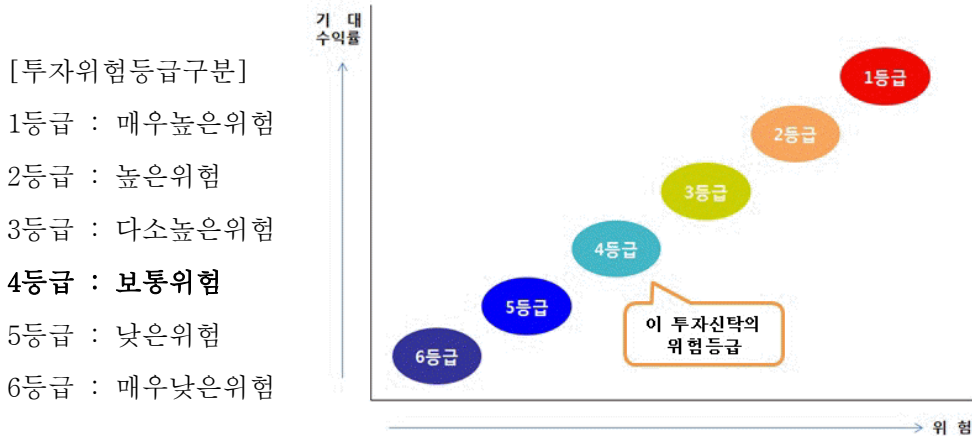 [투자위험등급구분]
1등급 : 매우높은위험
2등급 : 높은위험
3등급 : 다소높은위험
4등급 : 보통위험
5등급 : 낮은위험
6등급 : 매우낮은위험
기 대
수익률
1등급
2등급
3등급
4등급
5등급
6등급
이 투자신탁의
위험등급
위 험